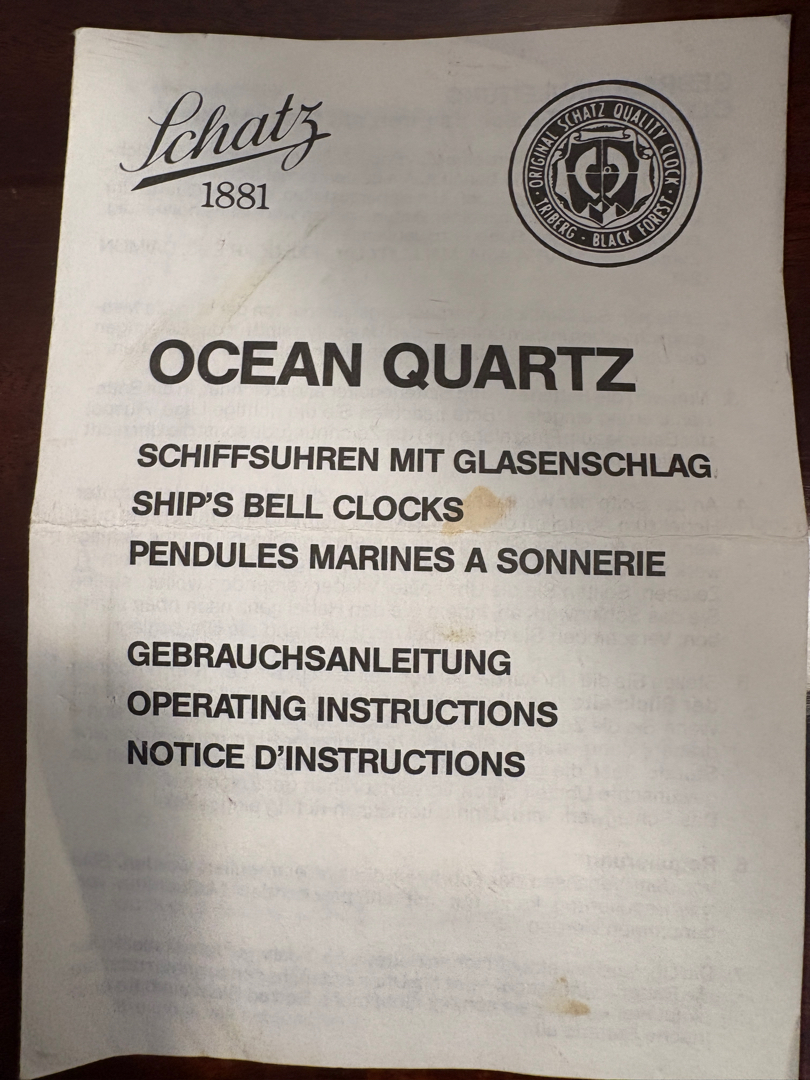 Schatz
1881
ORIGINAL SCHATZ QUALITY CLOCK · TRIBERG · BLACK FOREST ·
OCEAN QUARTZ
SCHIFFSUHREN MIT GLASENSCHLAG
SHIP'S BELL CLOCKS
PENDULES MARINES A SONNERIE
GEBRAUCHSANLEITUNG
OPERATING INSTRUCTIONS
NOTICE D'INSTRUCTIONS